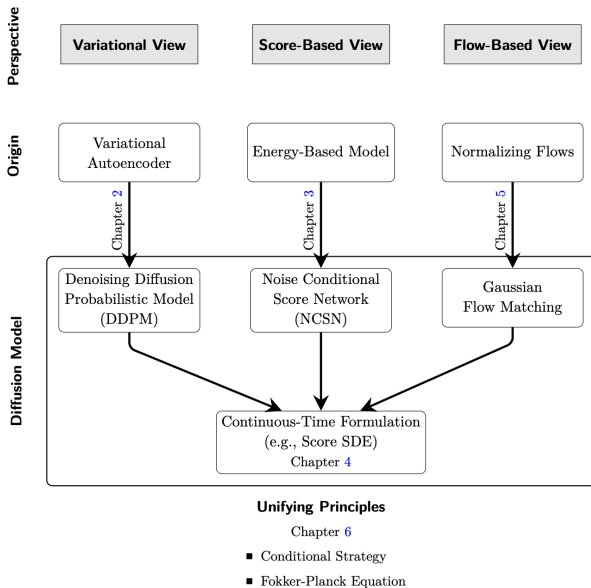 Perspective
Variational View
Score-Based View
Flow-Based View
Origin
Variational
Autoencoder
Energy-Based Model
Normalizing Flows
Chapter 2
Chapter 3
Chapter 5
Diffusion Model
Denoising Diffusion
Probabilistic Model
(DDPM)
Noise Conditional
Score Network
(NCSN)
Gaussian
Flow Matching
Continuous-Time Formulation
(e.g., Score SDE)
Chapter 4
Unifying Principles
Chapter 6
■ Conditional Strategy
■ Fokker-Planck Equation